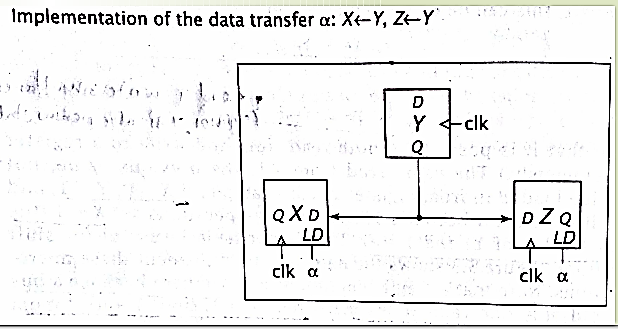 Implementation of the data transfer α: X←Y, Z←Y
D
Y clk
Q
Q X D
LD
clk α
D Z Q
LD
clk α